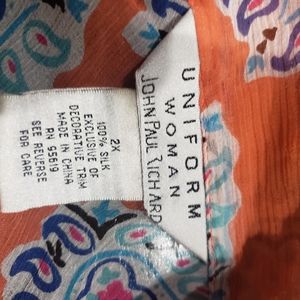 UNIFORM
WOMAN
JOHN PAUL RICHARD
2X
100% SILK
EXCLUSIVE OF
DECORATIVE TRIM
MADE IN CHINA
RN 95619
SEE REVERSE
FOR CARE